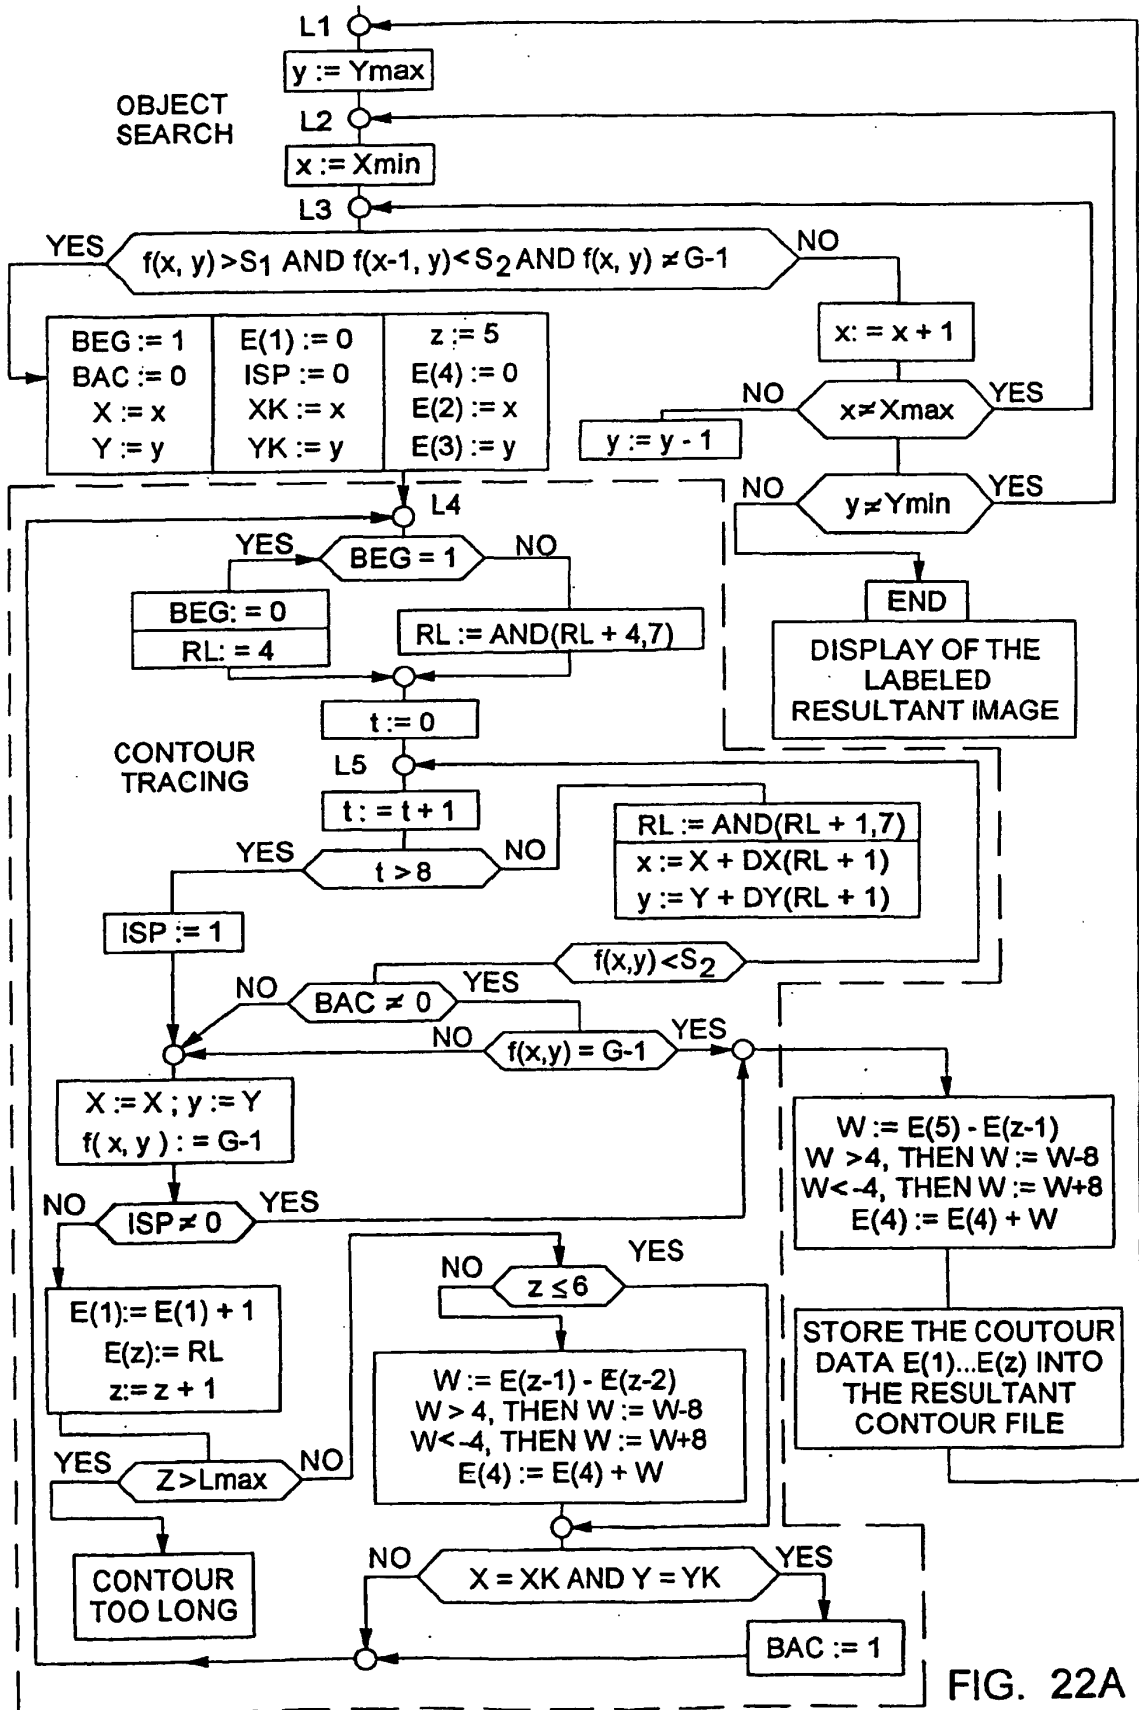 L1
y := Ymax
OBJECT
SEARCH
L2
x := Xmin
L3
YES
f(x, y) >S1 AND f(x-1, y)<S2 AND f(x, y) ≠ G-1
NO
BEG := 1
BAC := 0
X := x
Y := y
E(1) := 0
ISP := 0
XK := x
YK := y
z := 5
E(4) := 0
E(2) := x
E(3) := y
x: = x + 1
NO
x≠Xmax
YES
y := y - 1
NO
y≠Ymin
YES
END
DISPLAY OF THE
LABELED
RESULTANT IMAGE
L4
YES
BEG = 1
NO
BEG: = 0
RL: = 4
RL := AND(RL + 4,7)
t := 0
CONTOUR
TRACING
L5
t : = t + 1
YES
t > 8
NO
RL := AND(RL + 1,7)
x := X + DX(RL + 1)
y := Y + DY(RL + 1)
ISP := 1
f(x,y) <S2
NO
BAC ≠ 0
YES
NO
f(x,y) = G-1
YES
X := X ; y := Y
f( x, y ) : = G-1
NO
ISP ≠ 0
YES
W := E(5) - E(z-1)
W >4, THEN W := W-8
W<-4, THEN W := W+8
E(4) := E(4) + W
STORE THE COUTOUR
DATA E(1)...E(z) INTO
THE RESULTANT
CONTOUR FILE
E(1):= E(1) + 1
E(z):= RL
z:= z + 1
YES
Z >Lmax
NO
CONTOUR
TOO LONG
NO
z ≤ 6
YES
W := E(z-1) - E(z-2)
W > 4, THEN W := W-8
W<-4, THEN W := W+8
E(4) := E(4) + W
NO
X = XK AND Y = YK
YES
BAC := 1
FIG. 22A